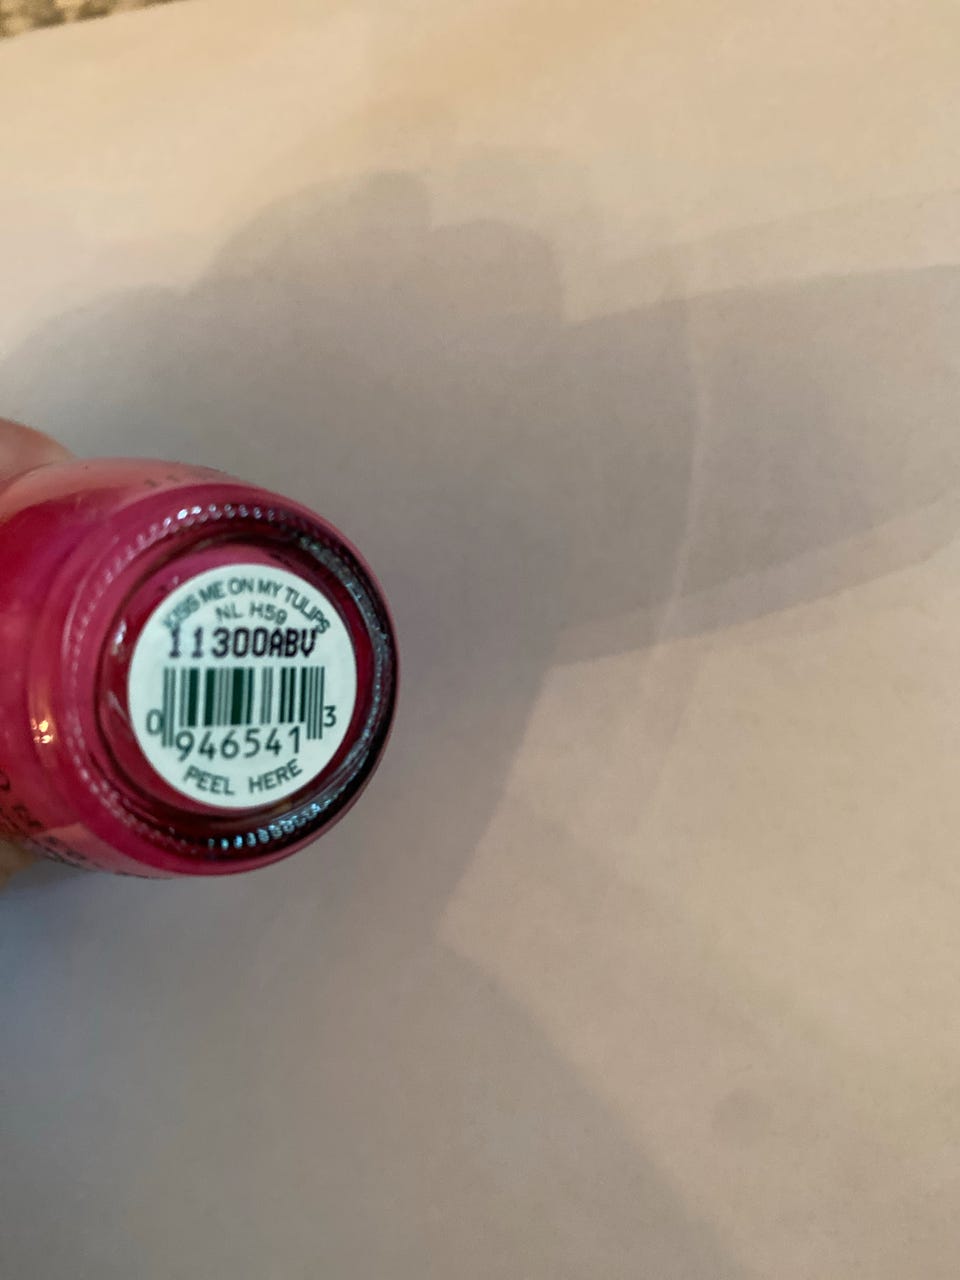 KISS ME ON MY TULIPS
NL H59
11300ABV
0 946541 3
PEEL HERE